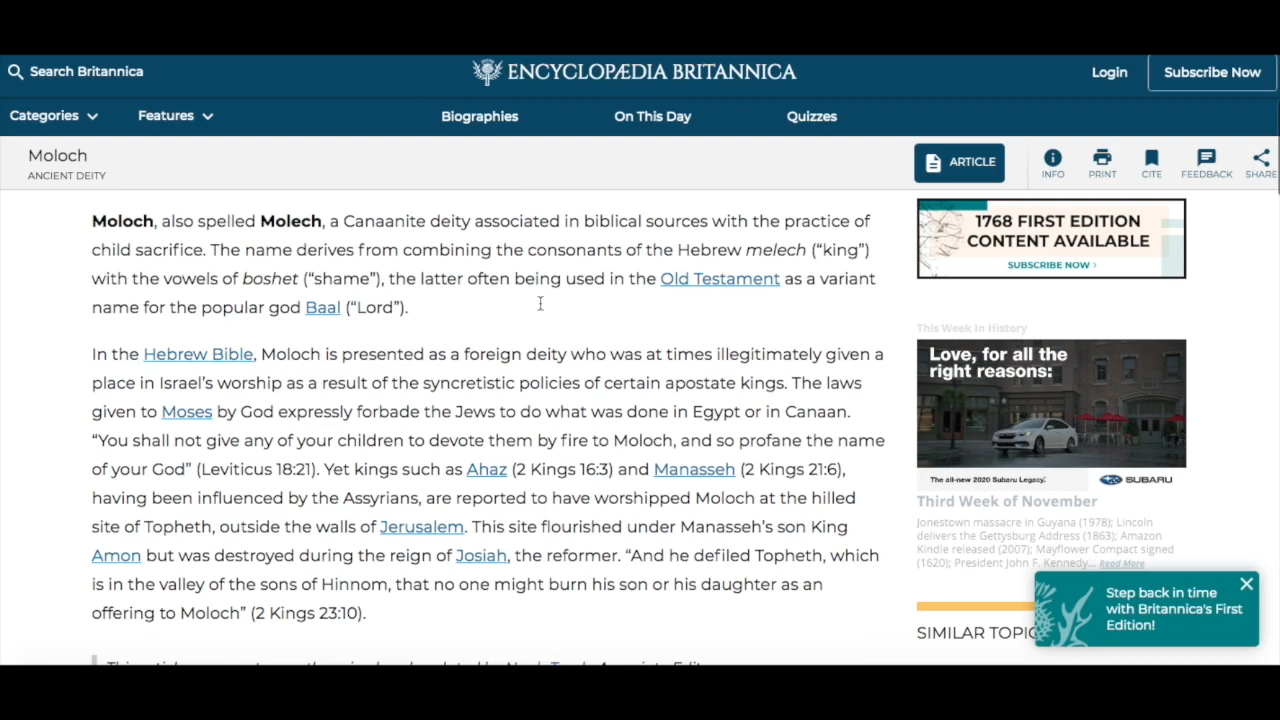 Search Britannica
ENCYCLOPÆDIA BRITANNICA
Login
Subscribe Now
Categories
Features
Biographies
On This Day
Quizzes
Moloch
ANCIENT DEITY
ARTICLE
INFO
PRINT
CITE
FEEDBACK
SHARE
Moloch, also spelled Molech, a Canaanite deity associated in biblical sources with the practice of
child sacrifice. The name derives from combining the consonants of the Hebrew melech (“king”)
with the vowels of boshet (“shame”), the latter often being used in the Old Testament as a variant
name for the popular god Baal (“Lord”).
In the Hebrew Bible, Moloch is presented as a foreign deity who was at times illegitimately given a
place in Israel’s worship as a result of the syncretistic policies of certain apostate kings. The laws
given to Moses by God expressly forbade the Jews to do what was done in Egypt or in Canaan.
“You shall not give any of your children to devote them by fire to Moloch, and so profane the name
of your God” (Leviticus 18:21). Yet kings such as Ahaz (2 Kings 16:3) and Manasseh (2 Kings 21:6),
having been influenced by the Assyrians, are reported to have worshipped Moloch at the hilled
site of Topheth, outside the walls of Jerusalem. This site flourished under Manasseh’s son King
Amon but was destroyed during the reign of Josiah, the reformer. “And he defiled Topheth, which
is in the valley of the sons of Hinnom, that no one might burn his son or his daughter as an
offering to Moloch” (2 Kings 23:10).
1768 FIRST EDITION
CONTENT AVAILABLE
SUBSCRIBE NOW
This Week In History
Love, for all the
right reasons:
The all-new 2020 Subaru Legacy.
SUBARU
Third Week of November
Jonestown massacre in Guyana (1978); Lincoln
delivers the Gettysburg Address (1863); Amazon
Kindle released (2007); Mayflower Compact signed
(1620); President John F. Kennedy... Read More
Step back in time
with Britannica's First
Edition!
SIMILAR